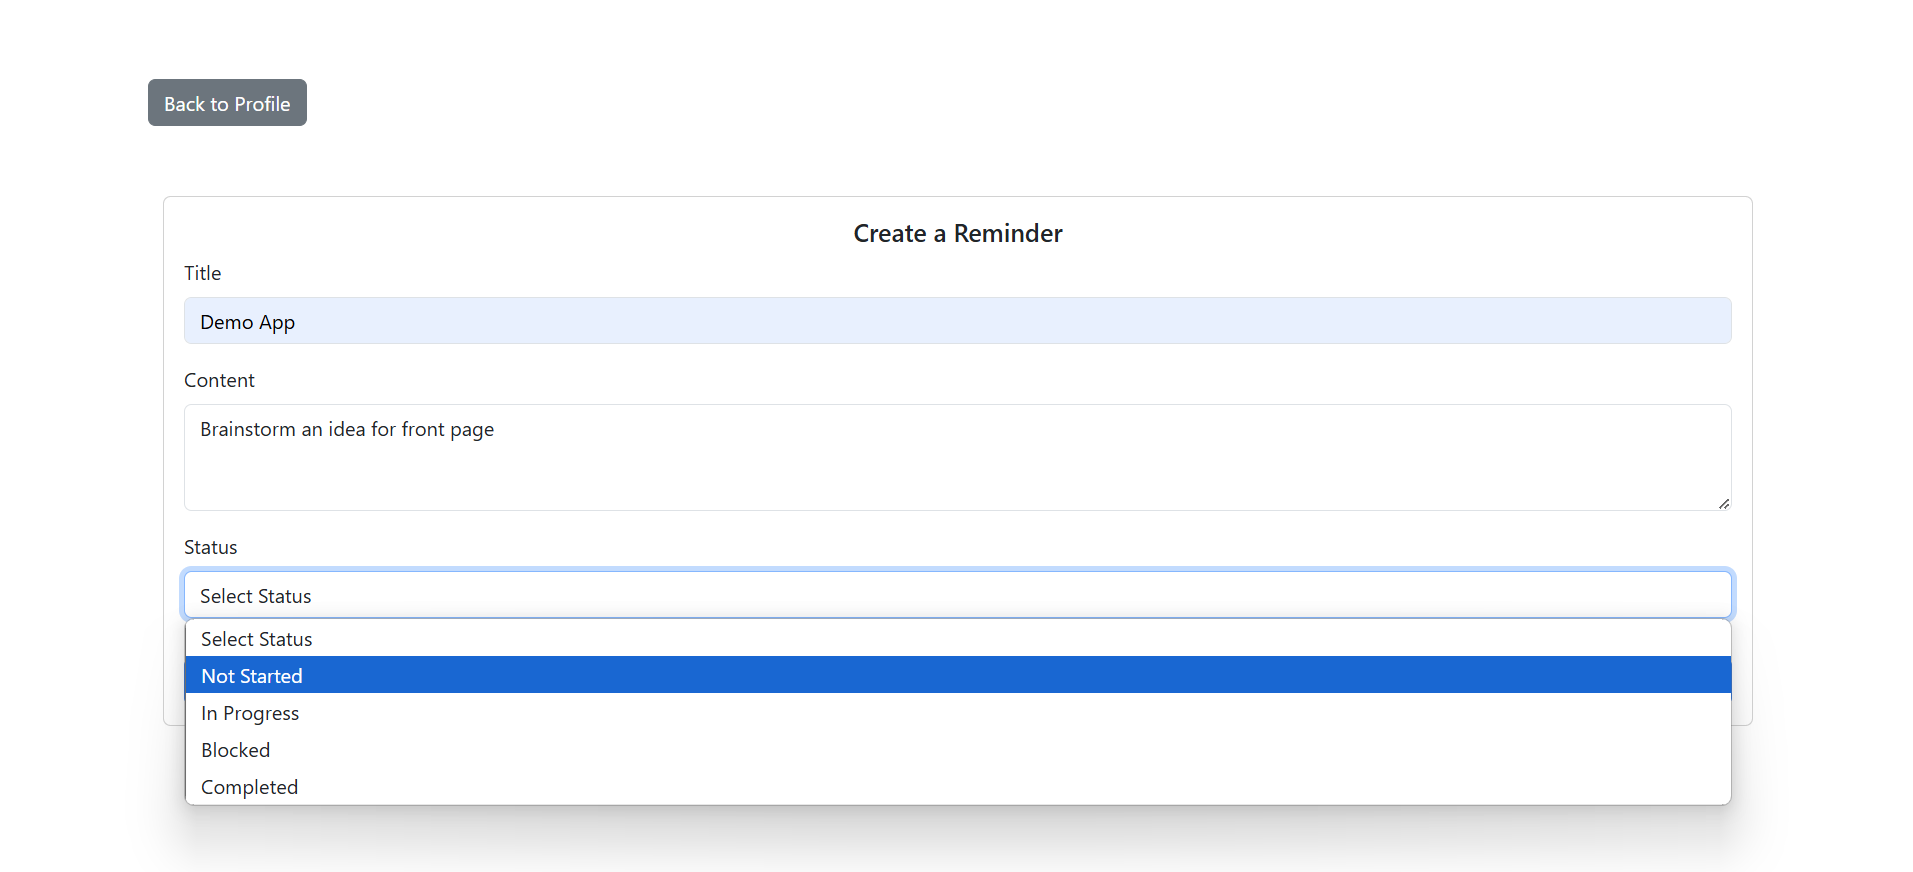 Back to Profile
Create a Reminder
Title
Demo App
Content
Brainstorm an idea for front page
Status
Select Status
Select Status
Not Started
In Progress
Blocked
Completed